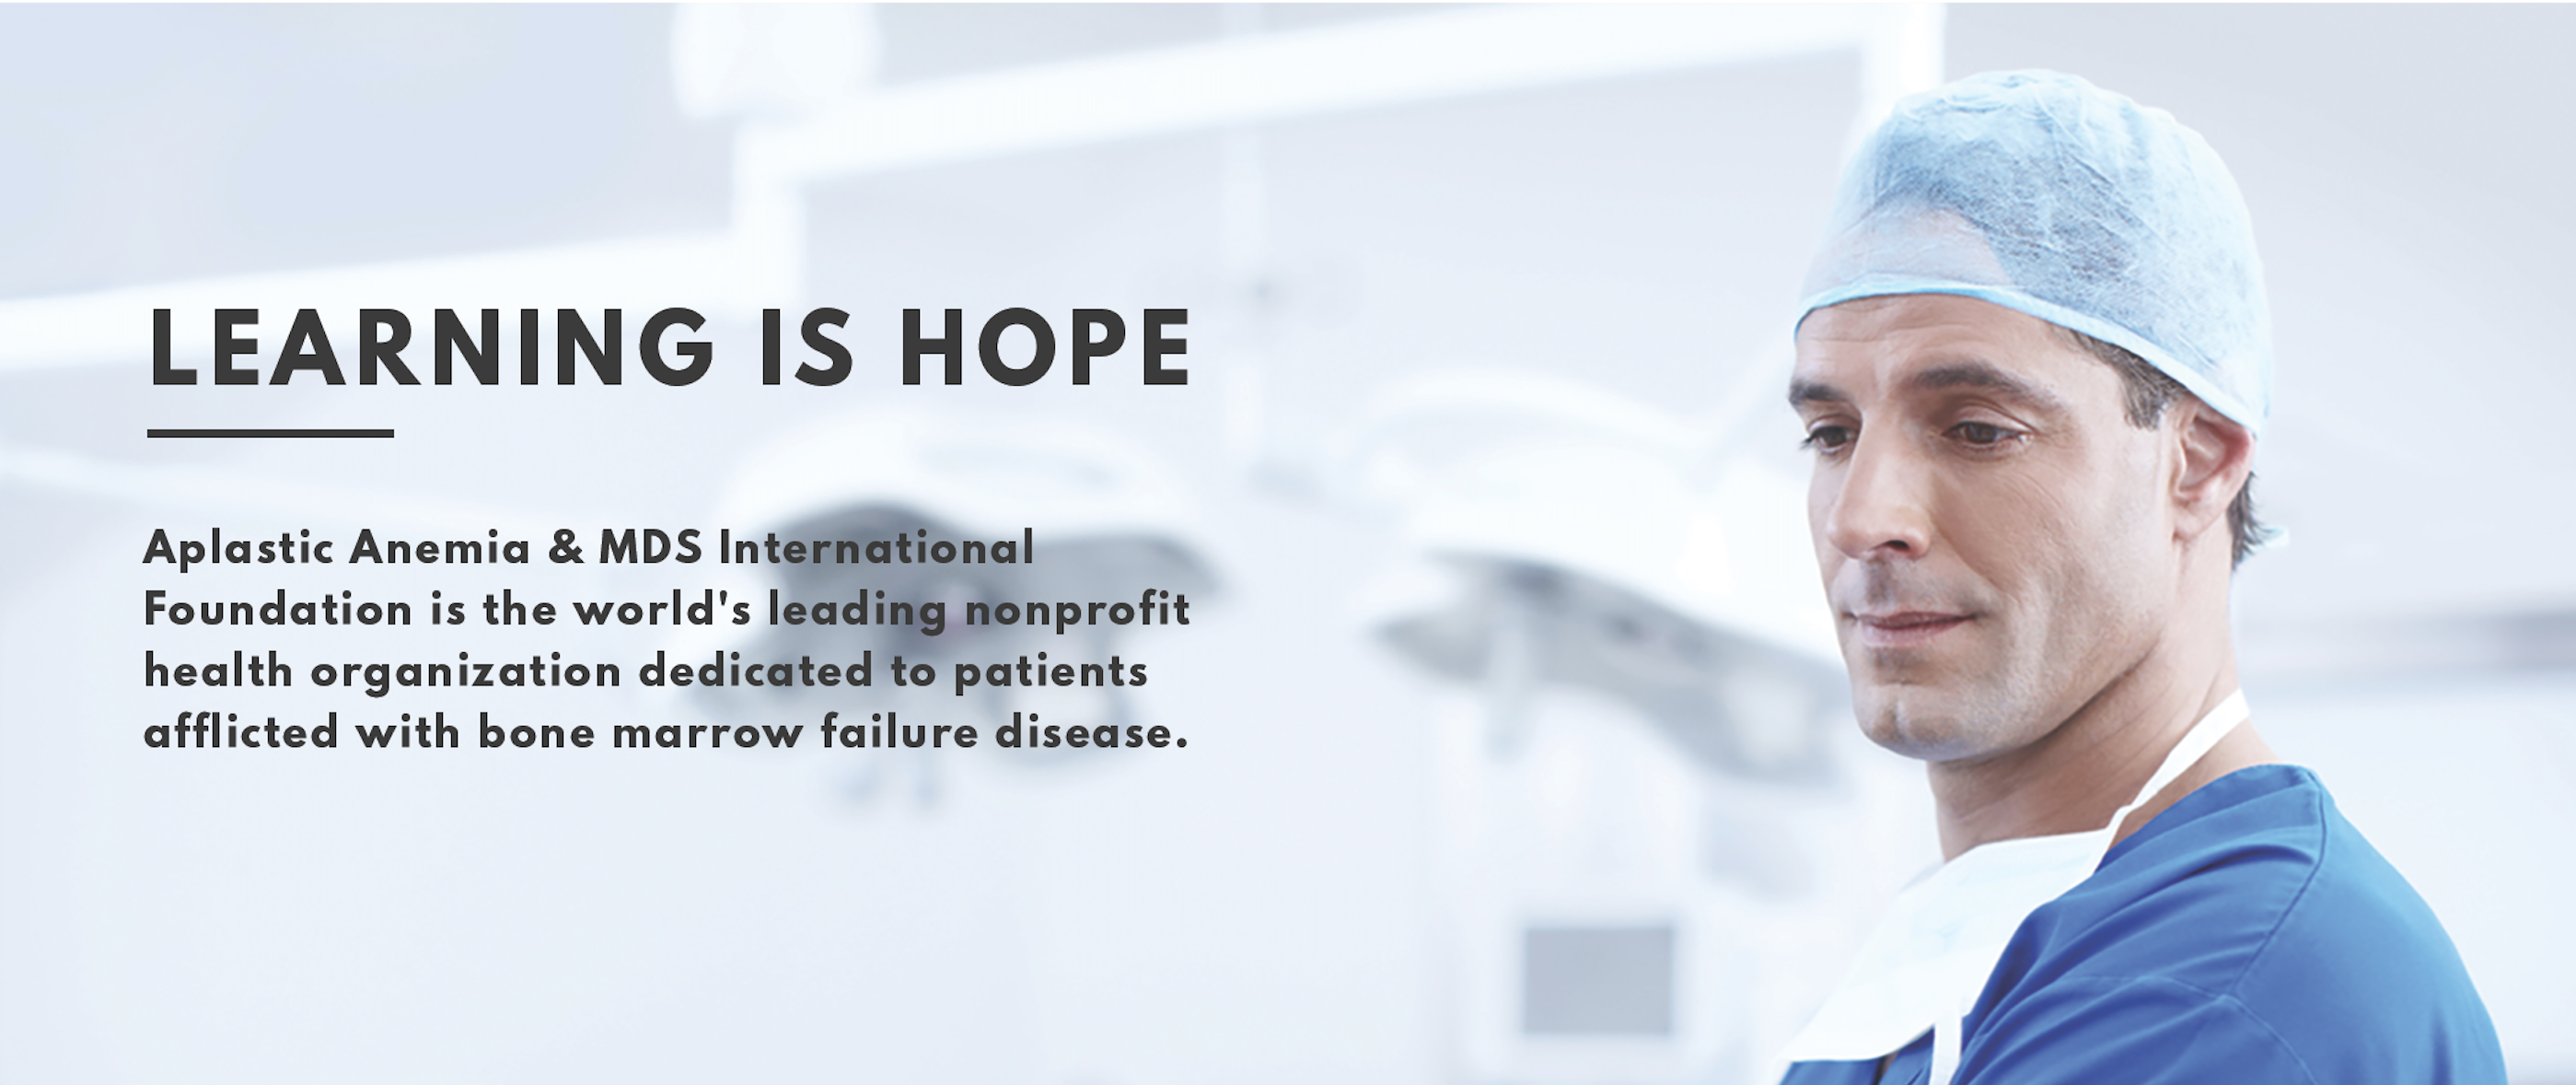 LEARNING IS HOPE
Aplastic Anemia & MDS International
Foundation is the world's leading nonprofit
health organization dedicated to patients
afflicted with bone marrow failure disease.